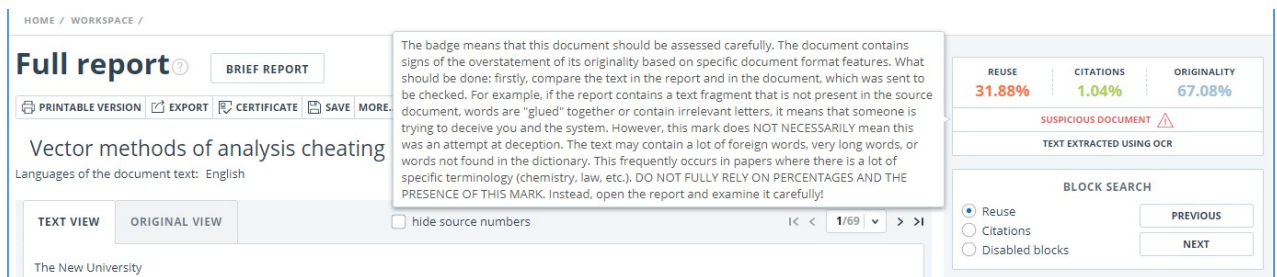 HOME / WORKSPACE /
Full report
BRIEF REPORT
PRINTABLE VERSION EXPORT CERTIFICATE SAVE MORE..
Vector methods of analysis cheating
Languages of the document text: English
The badge means that this document should be assessed carefully. The document contains
signs of the overstatement of its originality based on specific document format features. What
should be done: firstly, compare the text in the report and in the document, which was sent to
be checked. For example, if the report contains a text fragment that is not present in the source
document, words are "glued" together or contain irrelevant letters, it means that someone is
trying to deceive you and the system. However, this mark does NOT NECESSARILY mean this
was an attempt at deception. The text may contain a lot of foreign words, very long words, or
words not found in the dictionary. This frequently occurs in papers where there is a lot of
specific terminology (chemistry, law, etc.). DO NOT FULLY RELY ON PERCENTAGES AND THE
PRESENCE OF THIS MARK. Instead, open the report and examine it carefully!
REUSE CITATIONS ORIGINALITY
31.88% 1.04% 67.08%
SUSPICIOUS DOCUMENT
TEXT EXTRACTED USING OCR
TEXT VIEW ORIGINAL VIEW
hide source numbers
1/69
The New University
BLOCK SEARCH
Reuse
Citations
Disabled blocks
PREVIOUS
NEXT